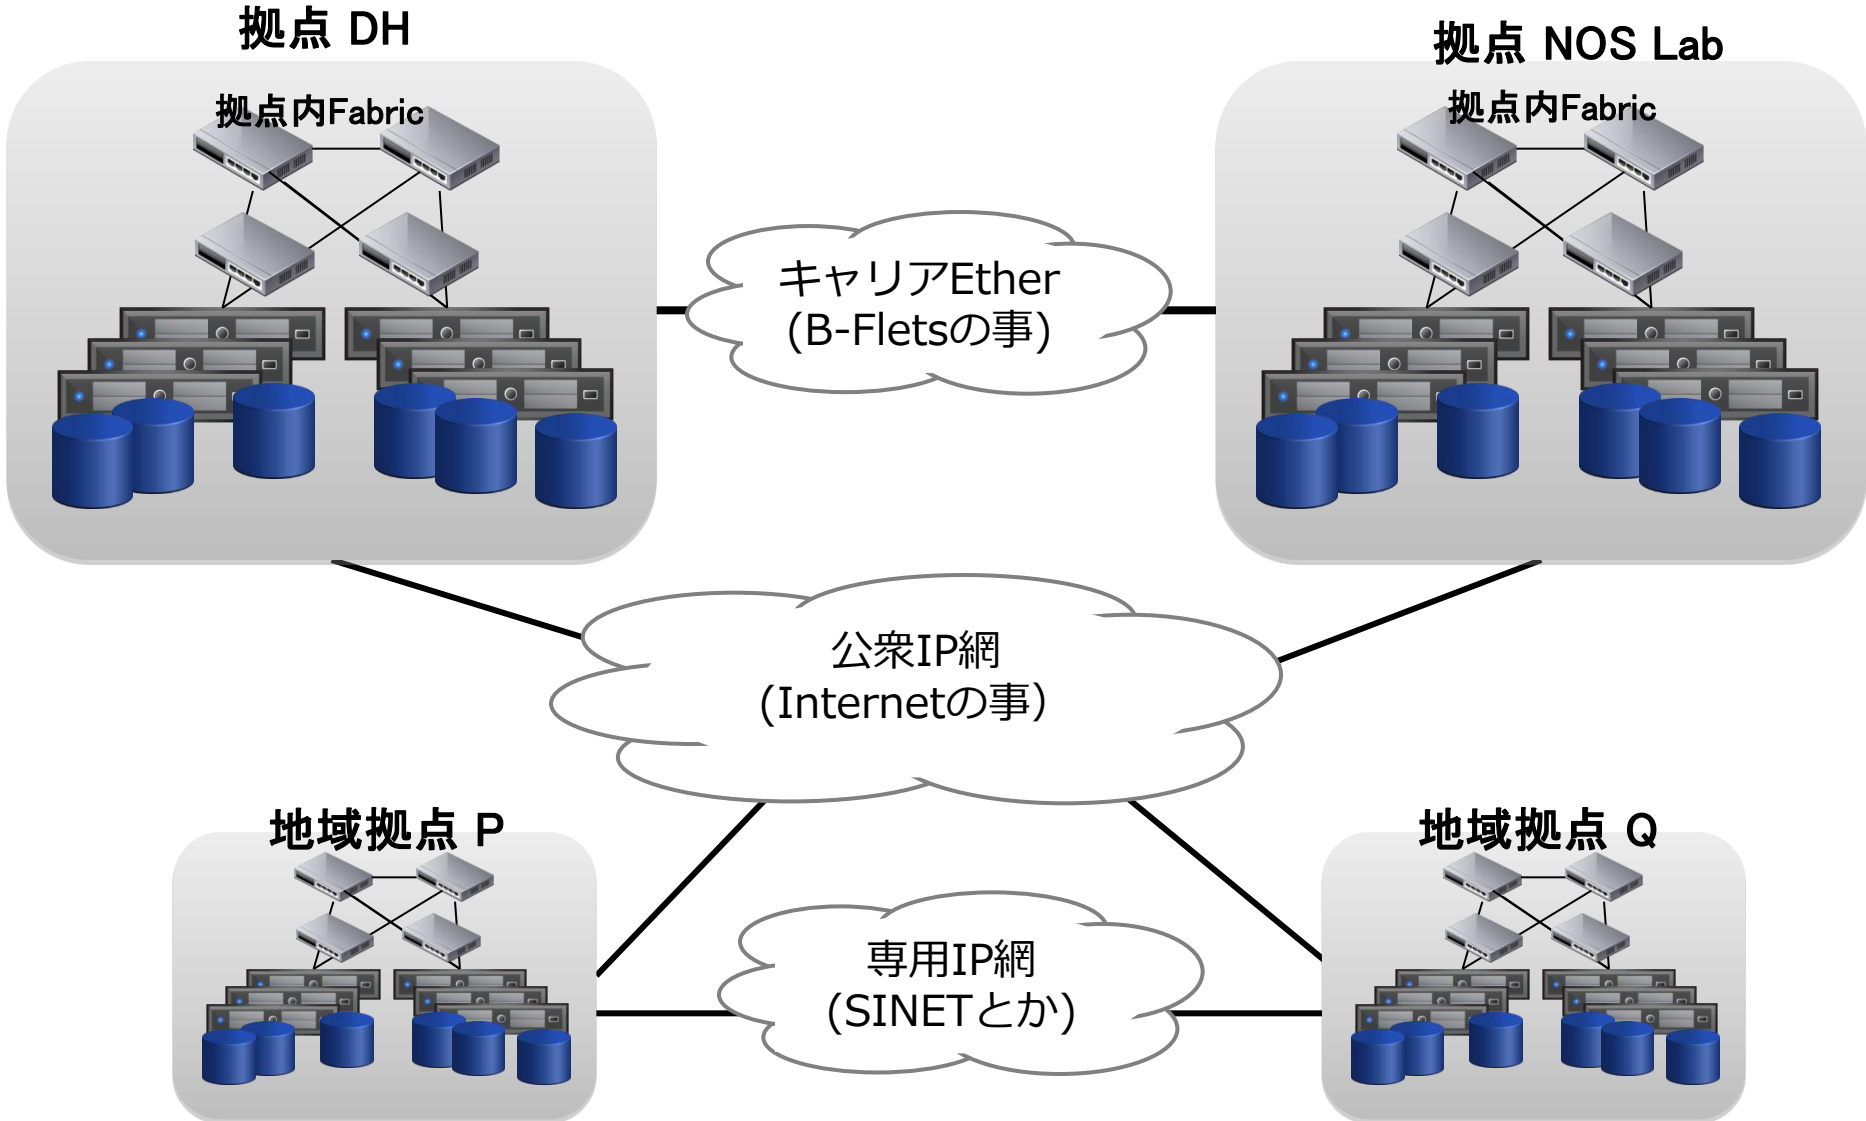 拠点 DH
拠点 NOS Lab
拠点内Fabric
拠点内Fabric
キャリアEther
(B-Fletsの事)
公衆IP網
(Internetの事）
地域拠点 P
地域拠点 Q
専用IP網
(SINETとか)